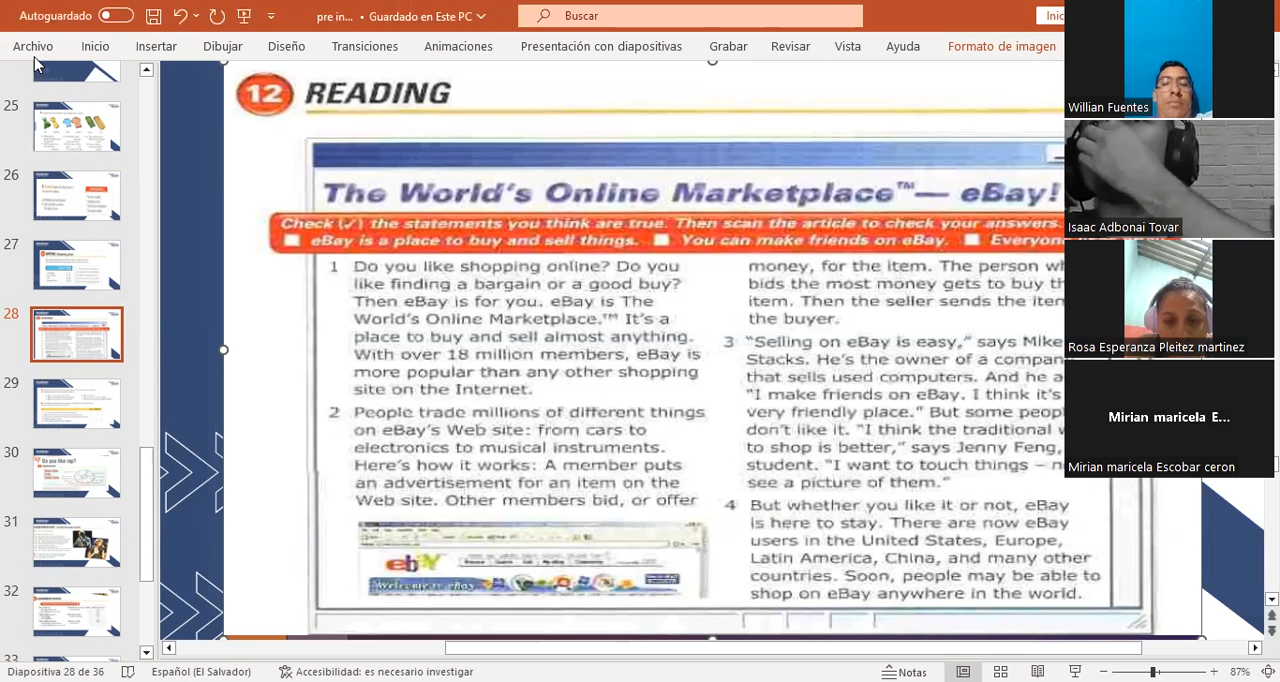 Autoguardado
pre in... • Guardado en Este PC
Buscar
Inic
Archivo
Inicio
Insertar
Dibujar
Diseño
Transiciones
Animaciones
Presentación con diapositivas
Grabar
Revisar
Vista
Ayuda
Formato de imagen
25
26
27
28
29
30
31
32
33
12 READING
The World's Online Marketplace™— eBay!
Check (✓) the statements you think are true. Then scan the article to check your answers.
eBay is a place to buy and sell things.
You can make friends on eBay.
Everyon
1 Do you like shopping online? Do you
like finding a bargain or a good buy?
Then eBay is for you. eBay is The
World's Online Marketplace.™ It's a
place to buy and sell almost anything.
With over 18 million members, eBay is
more popular than any other shopping
site on the Internet.
2 People trade millions of different things
on eBay's Web site: from cars to
electronics to musical instruments.
Here's how it works: A member puts
an advertisement for an item on the
Web site. Other members bid, or offer
ebY
Welcome to eBay
money, for the item. The person wh
bids the most money gets to buy th
item. Then the seller sends the item
the buyer.
3 "Selling on eBay is easy," says Mike
Stacks. He's the owner of a compan
that sells used computers. And he a
"I make friends on eBay. I think it's
friendly place." But some peopl
don't like it. "I think the traditional w
to shop is better," says Jenny Feng,
student. "I want to touch things – n
see a picture of them."
4 But whether you like it or not, eBay
is here to stay. There are now eBay
users in the United States, Europe,
Latin America, China, and many other
countries. Soon, people may be able to
shop on eBay anywhere in the world.
Willian Fuentes
Isaac Adbonai Tovar
Rosa Esperanza Pleitez martinez
Mirian maricela E...
Mirian maricela Escobar ceron
Diapositiva 28 de 36
Español (El Salvador)
Accesibilidad: es necesario investigar
Notas
87%